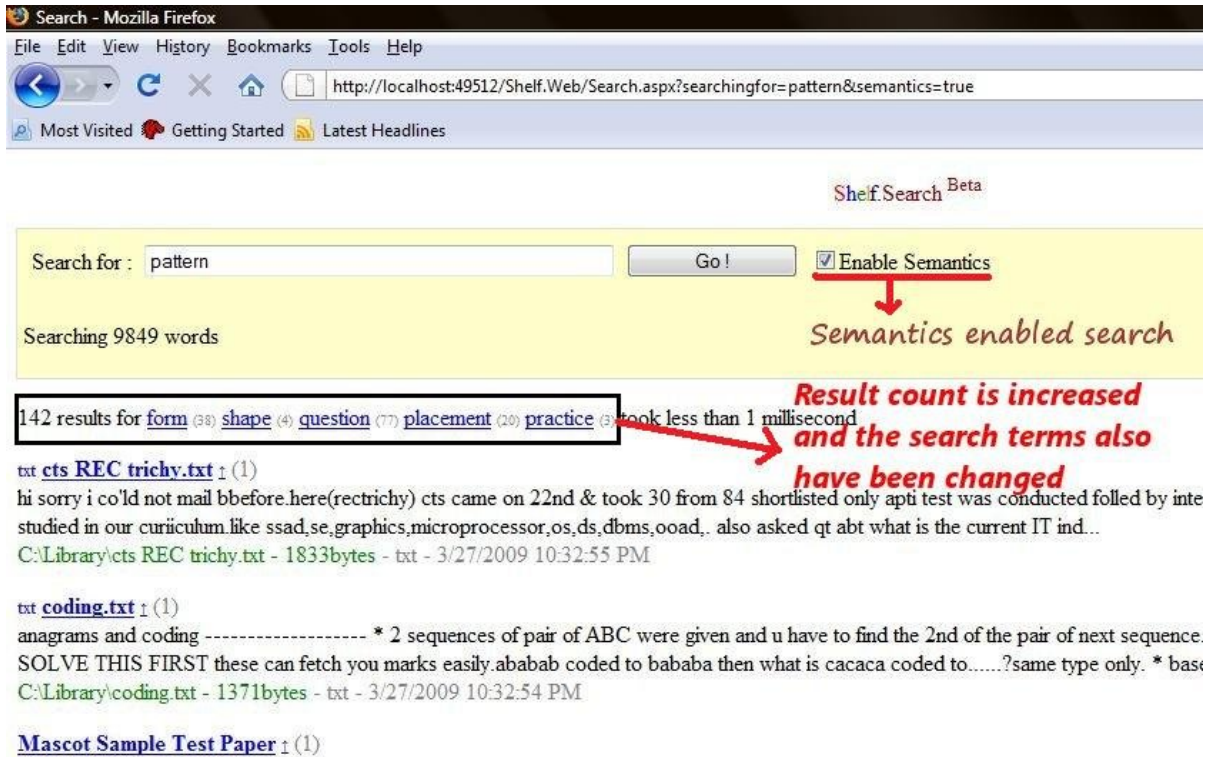 Search - Mozilla Firefox
File Edit View History Bookmarks Tools Help
http://localhost:49512/Shelf.Web/Search.aspx?searchingfor=pattern&semantics=true
Most Visited Getting Started Latest Headlines
Shelf.Search Beta
Search for : pattern Go ! Enable Semantics
Semantics enabled search
Searching 9849 words
Result count is increased
and the search terms also
have been changed
142 results for form (38) shape (4) question (77) placement (20) practice (3) took less than 1 millisecond
txt cts REC trichy.txt ↑ (1)
hi sorry i co'ld not mail bbefore.here(rectrichy) cts came on 22nd & took 30 from 84 shortlisted only apti test was conducted folled by inte
studied in our curiiculum.like ssad,se,graphics,microprocessor,os,ds,dbms,ooad,. also asked qt abt what is the current IT ind...
C:\Library\cts REC trichy.txt - 1833bytes - txt - 3/27/2009 10:32:55 PM
txt coding.txt ↑ (1)
anagrams and coding ------------------- * 2 sequences of pair of ABC were given and u have to find the 2nd of the pair of next sequence.
SOLVE THIS FIRST these can fetch you marks easily.ababab coded to bababa then what is cacaca coded to......?same type only. * base
C:\Library\coding.txt - 1371bytes - txt - 3/27/2009 10:32:54 PM
Mascot Sample Test Paper ↑ (1)